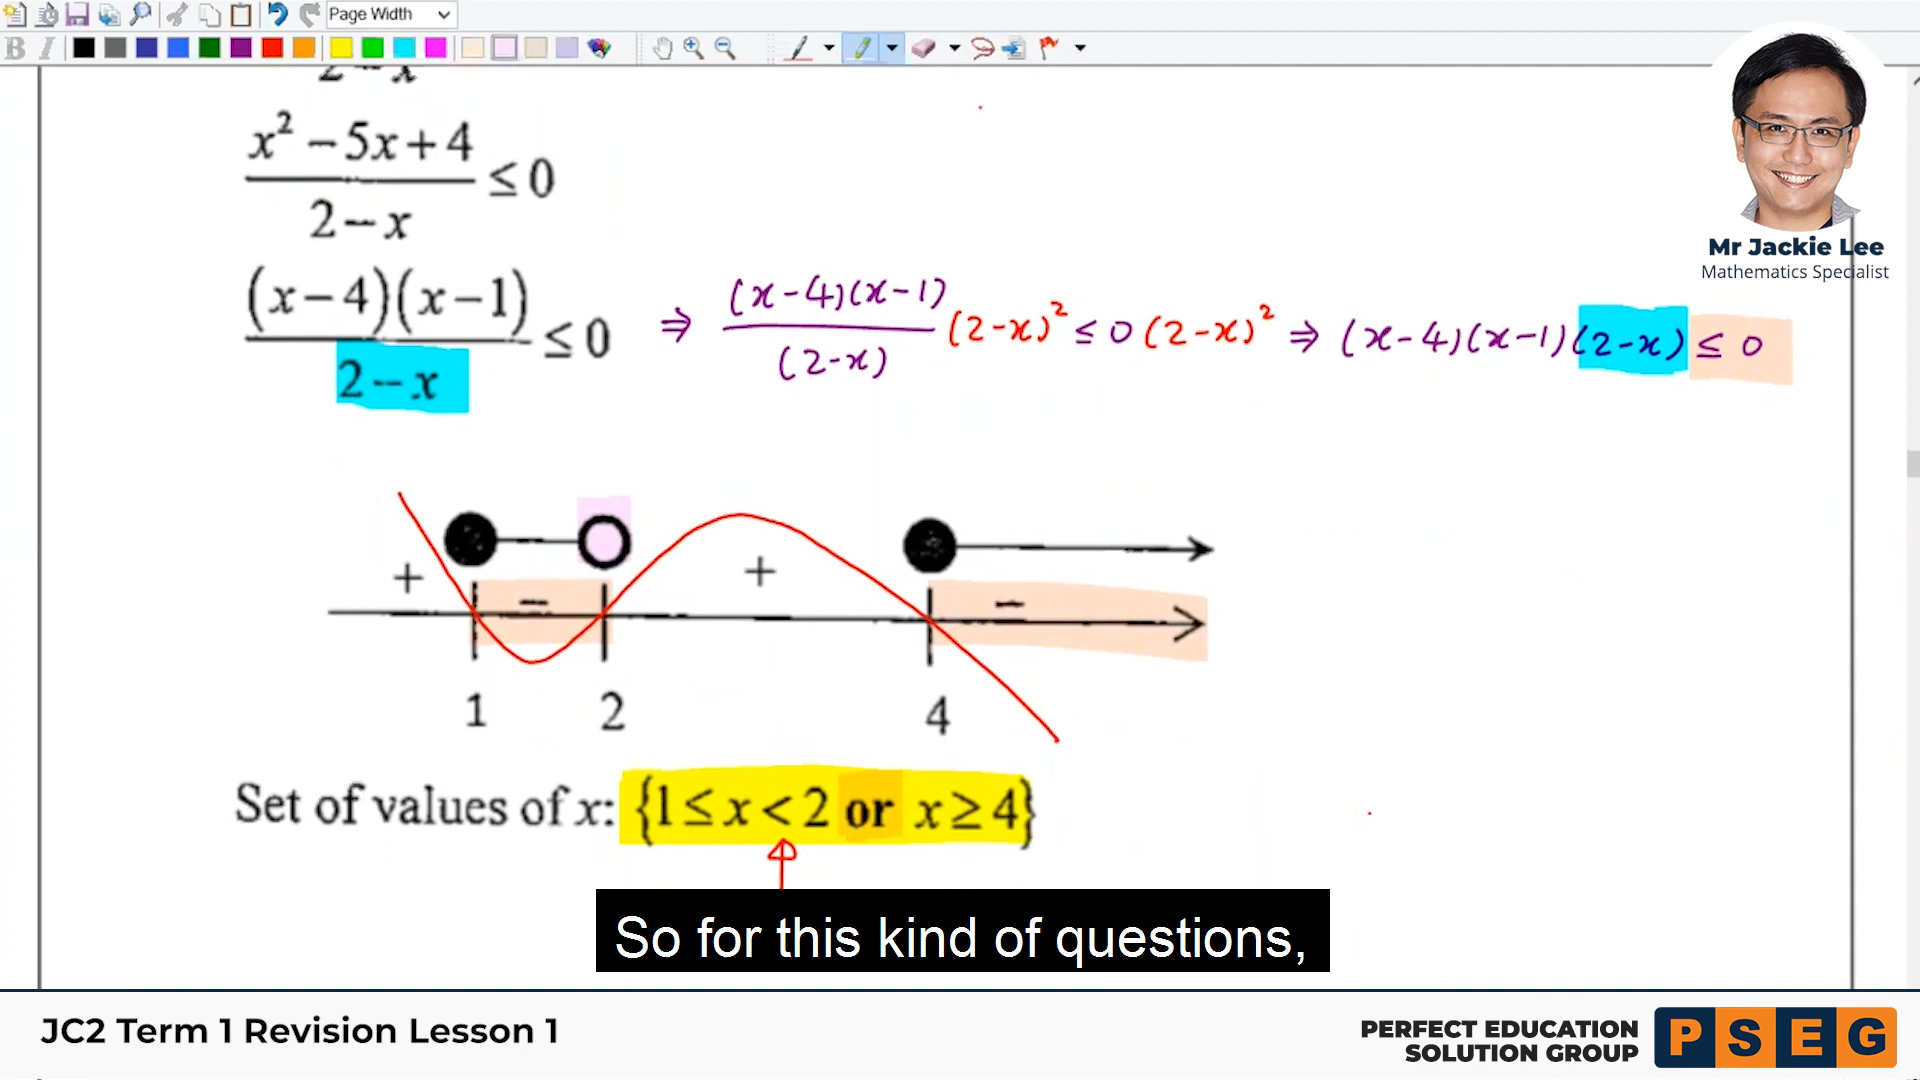 Page Width
B I
2 − x
x² − 5x + 4
≤ 0
2 − x
(x − 4)(x − 1)
≤ 0
2 − x
⇒ (x−4)(x−1) (2−x)² ≤ 0 (2−x)² ⇒ (x−4)(x−1)(2−x) ≤ 0
(2−x)
+ − + −
1 2 4
Set of values of x: {1 ≤ x < 2 or x ≥ 4}
So for this kind of questions,
Mr Jackie Lee
Mathematics Specialist
JC2 Term 1 Revision Lesson 1
PERFECT EDUCATION
SOLUTION GROUP
PSEG